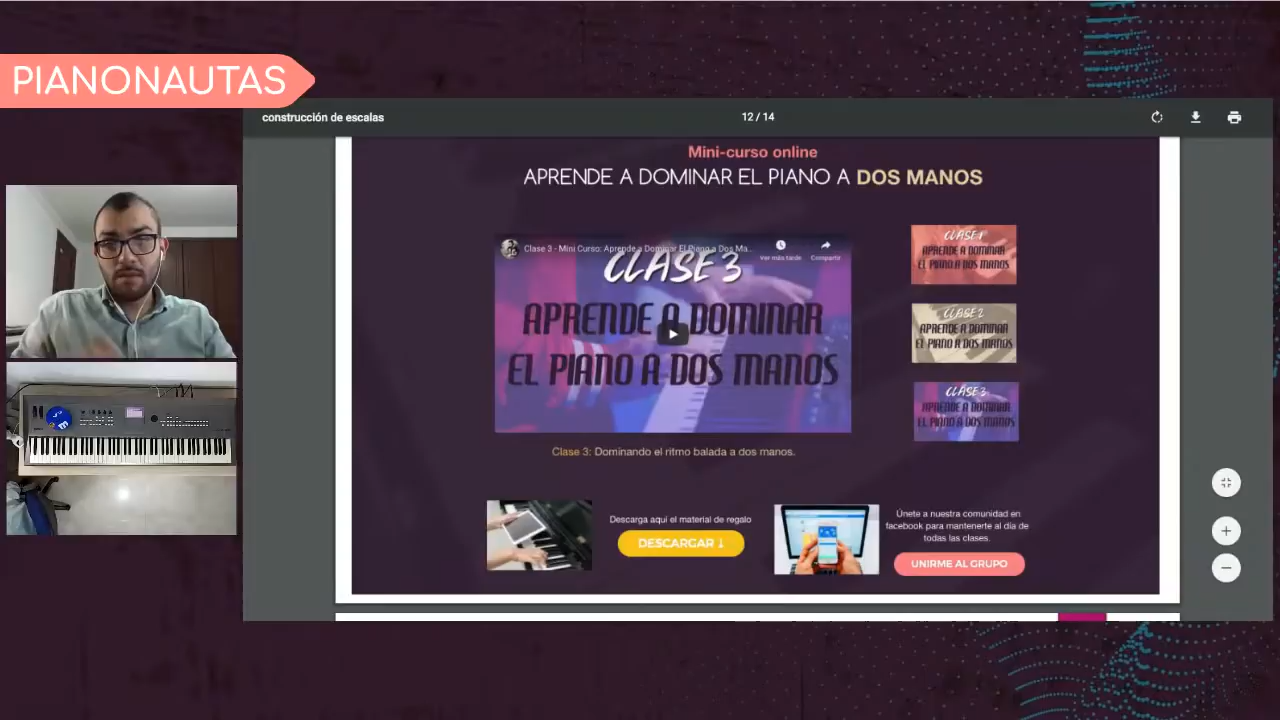 PIANONAUTAS
construcción de escalas
12 / 14
Mini-curso online
APRENDE A DOMINAR EL PIANO A DOS MANOS
Clase 3 - Mini Curso: Aprende a Dominar El Piano a Dos Ma...
Ver más tarde
Compartir
CLASE 3
APRENDE A DOMINAR
EL PIANO A DOS MANOS
CLASE 1
APRENDE A DOMINAR
EL PIANO A DOS MANOS
CLASE 2
APRENDE A DOMINAR
EL PIANO A DOS MANOS
CLASE 3
APRENDE A DOMINAR
EL PIANO A DOS MANOS
Clase 3: Dominando el ritmo balada a dos manos.
Descarga aquí el material de regalo
DESCARGAR ↓
Únete a nuestra comunidad en
facebook para mantenerte al día de
todas las clases.
UNIRME AL GRUPO